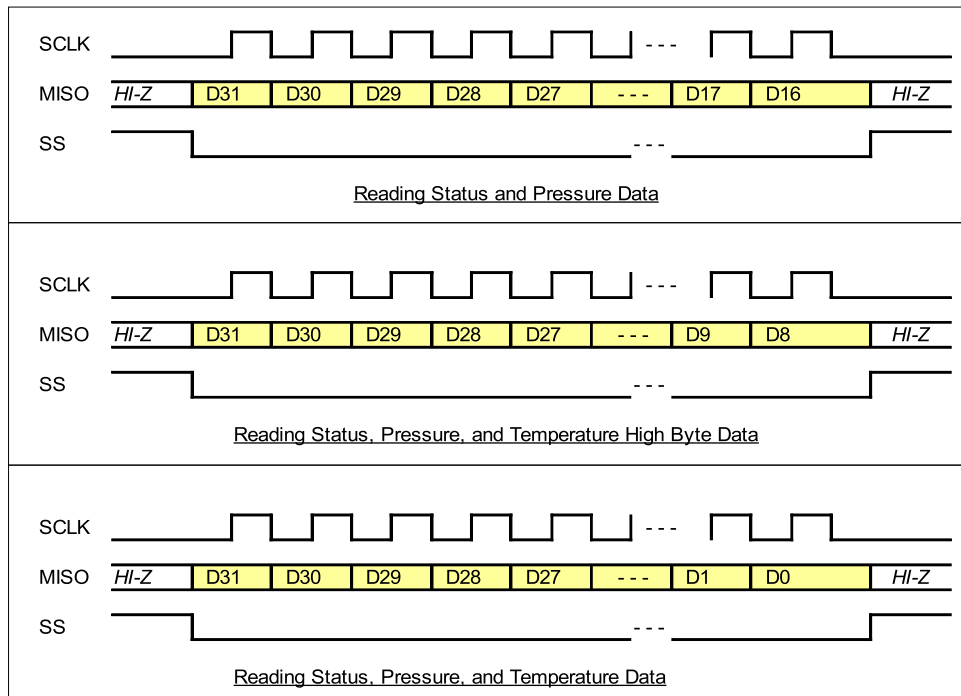 SCLK - - -
MISO HI-Z D31 D30 D29 D28 D27 - - - D17 D16 HI-Z
SS - - -
Reading Status and Pressure Data
SCLK - - -
MISO HI-Z D31 D30 D29 D28 D27 - - - D9 D8 HI-Z
SS - - -
Reading Status, Pressure, and Temperature High Byte Data
SCLK - - -
MISO HI-Z D31 D30 D29 D28 D27 - - - D1 D0 HI-Z
SS - - -
Reading Status, Pressure, and Temperature Data